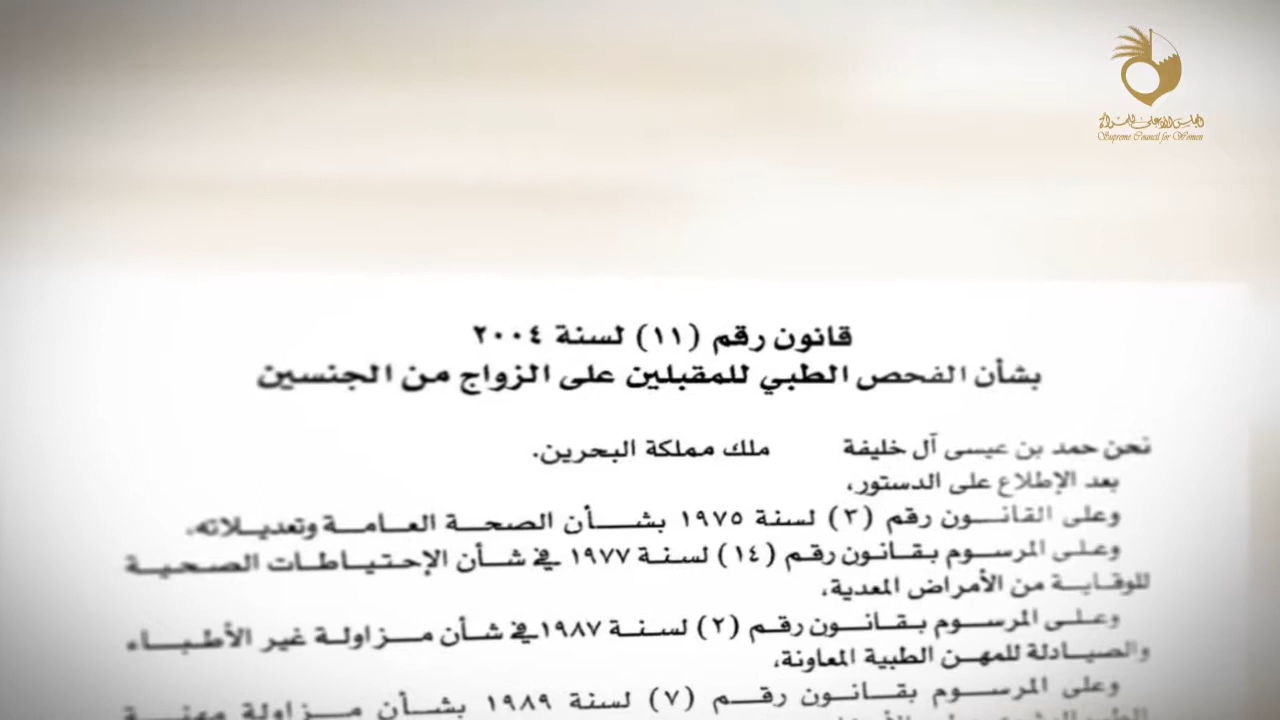 المجلس الأعلى للمرأة
Supreme Council for Women
قانون رقم (١١) لسنة ٢٠٠٤
بشأن الفحص الطبي للمقبلين على الزواج من الجنسين
نحن حمد بن عيسى آل خليفة ملك مملكة البحرين.
بعد الإطلاع على الدستور،
وعلى القانون رقم (٣) لسنة ١٩٧٥ بشأن الصحة العامة وتعديلاته،
وعلى المرسوم بقانون رقم (١٤) لسنة ١٩٧٧ في شأن الإحتياطات الصحية
للوقاية من الأمراض المعدية،
وعلى المرسوم بقانون رقم (٢) لسنة ١٩٨٧ في شأن مزاولة غير الأطباء
والصيادلة للمهن الطبية المعاونة،
وعلى المرسوم بقانون رقم (٧) لسنة ١٩٨٩ بشأن مزاولة مهنة